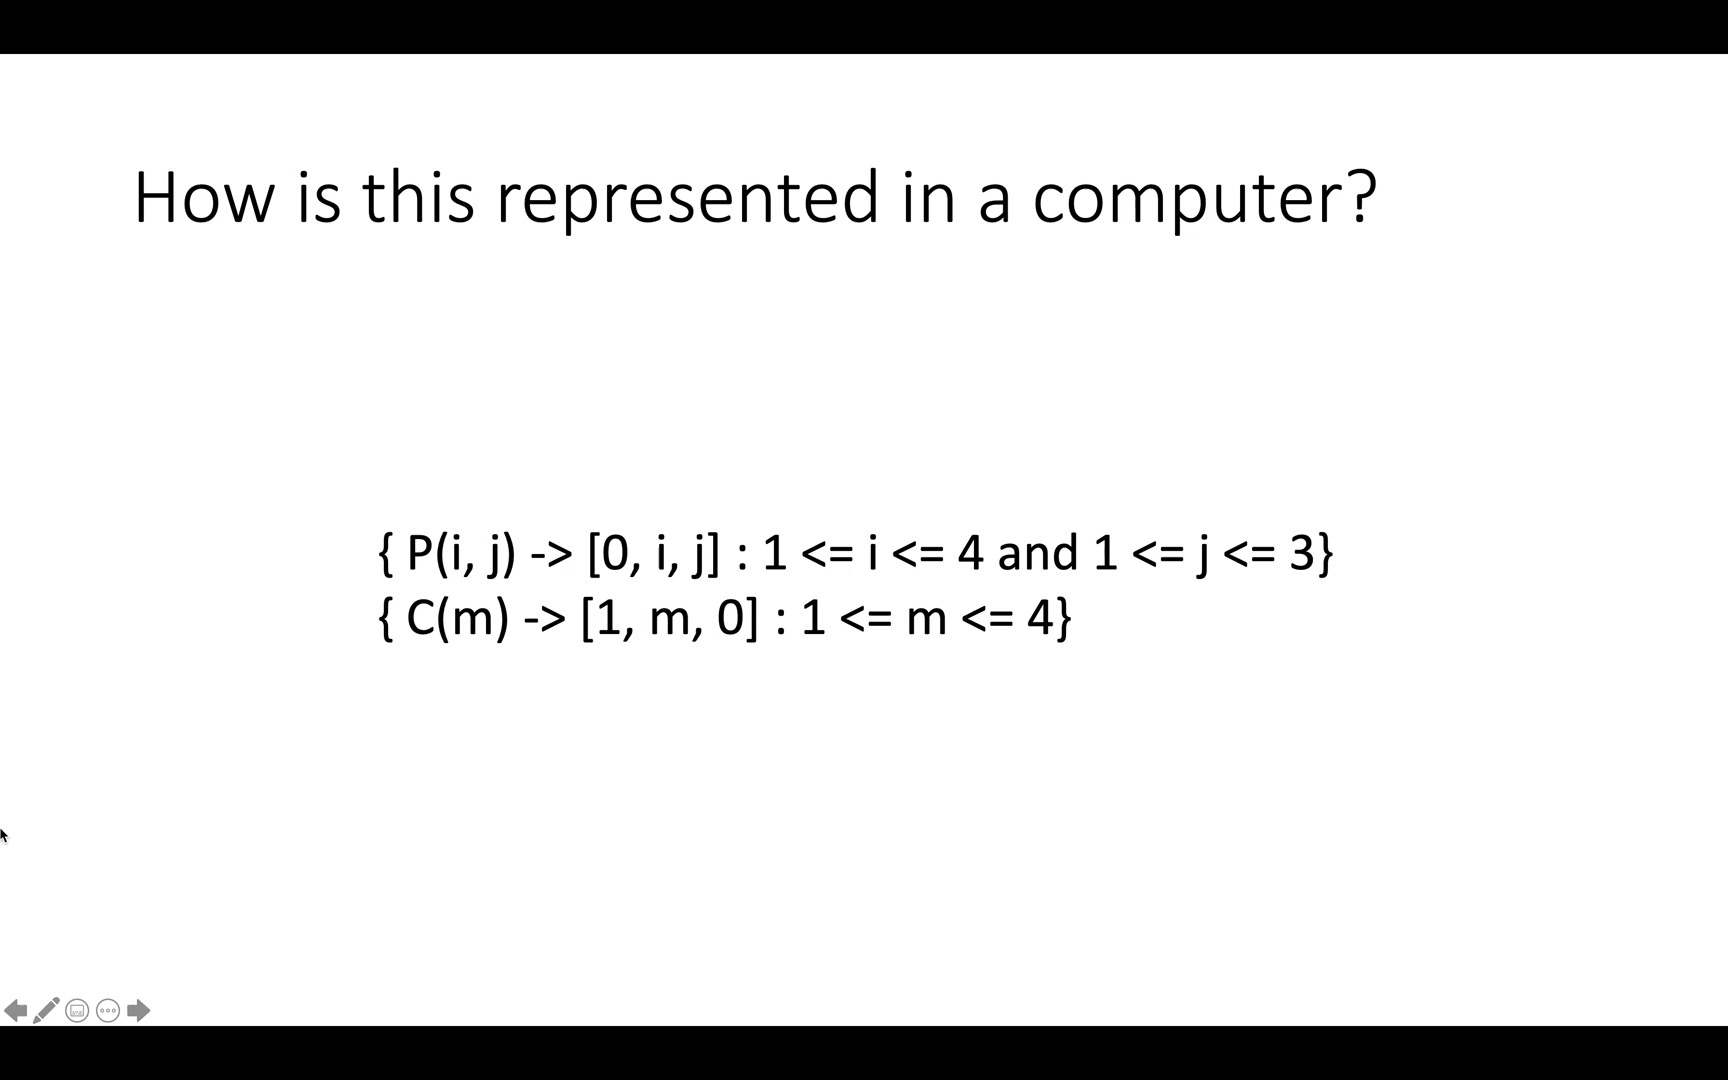 How is this represented in a computer?
{ P(i, j) -> [0, i, j] : 1 <= i <= 4 and 1 <= j <= 3}
{ C(m) -> [1, m, 0] : 1 <= m <= 4}